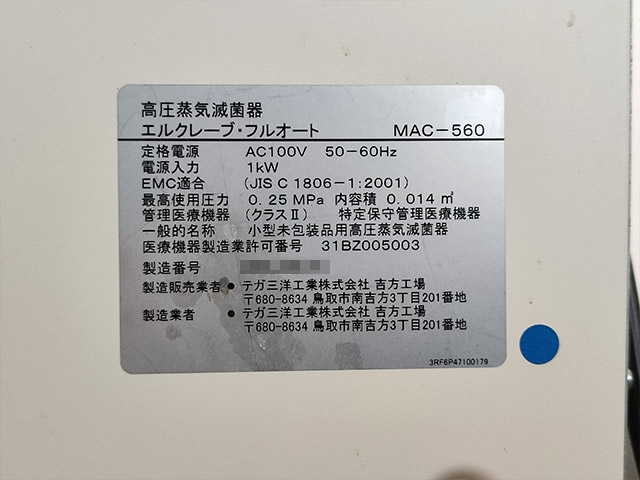 高圧蒸気滅菌器
エルクレーブ・フルオート MAC-560
定格電源 AC100V 50-60Hz
電源入力 1kW
EMC適合 (JIS C 1806-1:2001)
最高使用圧力 0.25 MPa 内容積 0.014 ㎥
管理医療機器 (クラスⅡ) 特定保守管理医療機器
一般的名称 小型未包装品用高圧蒸気滅菌器
医療機器製造業許可番号 31BZ005003
製造番号
製造販売業者 ● テガ三洋工業株式会社 吉方工場
〒680-8634 鳥取市南吉方3丁目201番地
製造業者 ● テガ三洋工業株式会社 吉方工場
〒680-8634 鳥取市南吉方3丁目201番地
3RF6P47100179